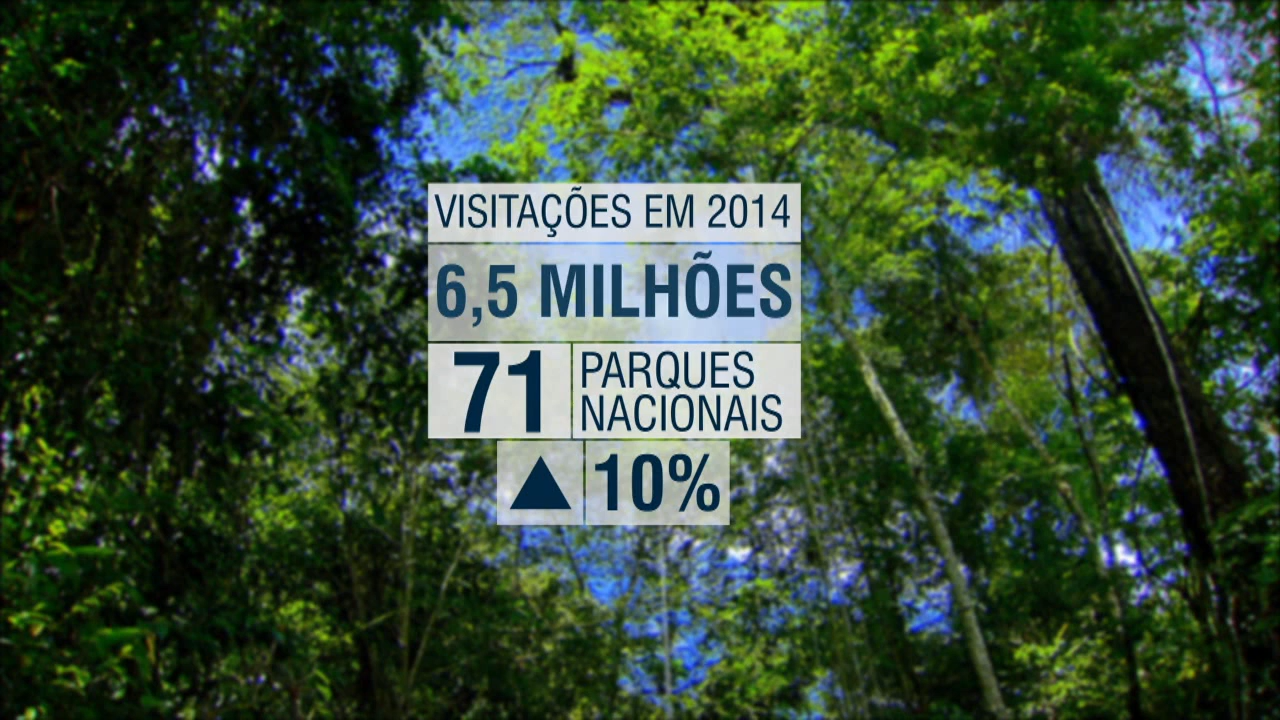 VISITAÇÕES EM 2014
6,5 MILHÕES
71 PARQUES
NACIONAIS
▲ 10%